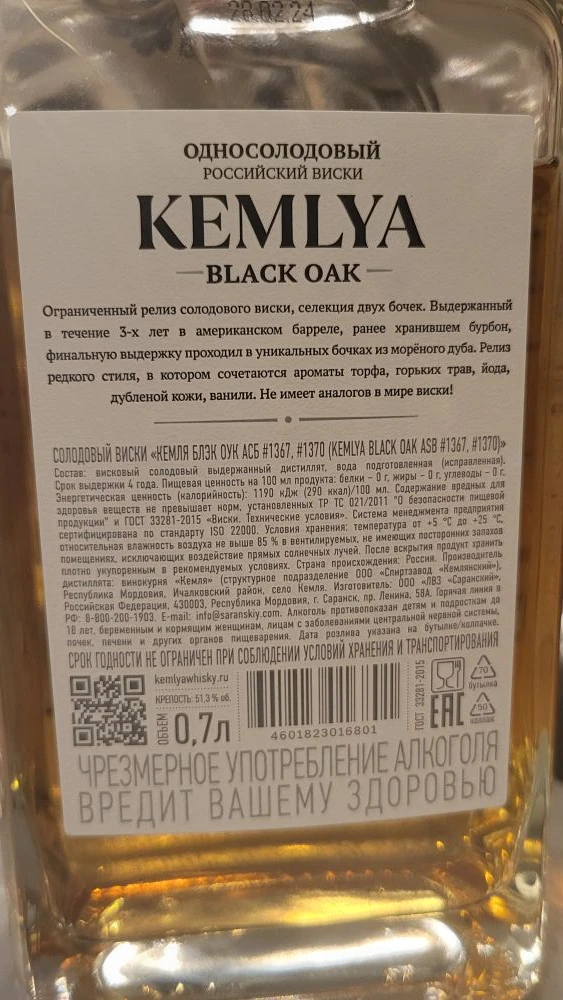 28.02.24
ОДНОСОЛОДОВЫЙ
РОССИЙСКИЙ ВИСКИ
KEMLYA
BLACK OAK
Ограниченный релиз солодового виски, селекция двух бочек. Выдержанный
в течение 3-х лет в американском барреле, ранее хранившем бурбон,
финальную выдержку проходил в уникальных бочках из морёного дуба. Релиз
редкого стиля, в котором сочетаются ароматы торфа, горьких трав, йода,
дубленой кожи, ванили. Не имеет аналогов в мире виски!
СОЛОДОВЫЙ ВИСКИ «КЕМЛЯ БЛЭК ОУК АСБ #1367, #1370 (KEMLYA BLACK OAK ASB #1367, #1370)»
Состав: висковый солодовый выдержанный дистиллят, вода подготовленная (исправленная).
Срок выдержки 4 года. Пищевая ценность на 100 мл продукта: белки – 0 г, жиры – 0 г, углеводы – 0 г.
Энергетическая ценность (калорийность): 1190 кДж (290 ккал)/100 мл. Содержание вредных для
здоровья веществ не превышает норм, установленных ТР ТС 021/2011 "О безопасности пищевой
продукции" и ГОСТ 33281-2015 «Виски. Технические условия». Система менеджмента предприятия
сертифицирована по стандарту ISO 22000. Условия хранения: температура от +5 °С до +25 °С,
относительная влажность воздуха не выше 85 % в вентилируемых, не имеющих посторонних запахов
помещениях, исключающих воздействие прямых солнечных лучей. После вскрытия продукт хранить
плотно укупоренным в рекомендуемых условиях. Страна происхождения: Россия. Производитель
дистиллята: винокурня «Кемля» (структурное подразделение ООО «Спиртзавод «Кемлянский»),
Республика Мордовия, Ичалковский район, село Кемля. Изготовитель: ООО «ЛВЗ «Саранский»,
Российская Федерация, 430003, Республика Мордовия, г. Саранск, пр. Ленина, 58А. Горячая линия в
РФ: 8-800-200-1903. E-mail: info@saranskiy.com. Алкоголь противопоказан детям и подросткам до
18 лет, беременным и кормящим женщинам, лицам с заболеваниями центральной нервной системы,
почек, печени и других органов пищеварения. Дата розлива указана на бутылке/колпачке.
СРОК ГОДНОСТИ НЕ ОГРАНИЧЕН ПРИ СОБЛЮДЕНИИ УСЛОВИЙ ХРАНЕНИЯ И ТРАНСПОРТИРОВАНИЯ
kemlyawhisky.ru
КРЕПОСТЬ: 51,3 % об.
ОБЪЕМ 0,7л
4601823016801
ГОСТ 33281-2015
EAC
70
бутылка
50
колпак
ЧРЕЗМЕРНОЕ УПОТРЕБЛЕНИЕ АЛКОГОЛЯ
ВРЕДИТ ВАШЕМУ ЗДОРОВЬЮ